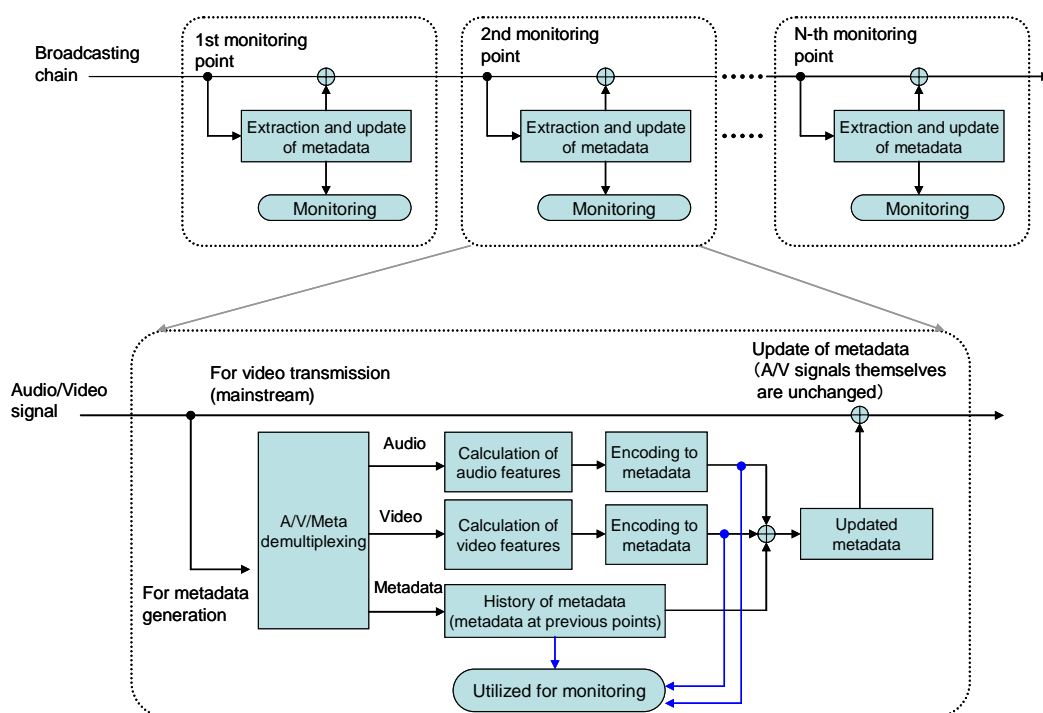 Broadcasting
chain
1st monitoring
point
2nd monitoring
point
N-th monitoring
point
Extraction and update
of metadata
Extraction and update
of metadata
Extraction and update
of metadata
Monitoring
Monitoring
Monitoring
Audio/Video
signal
For video transmission
(mainstream)
Update of metadata
(A/V signals themselves
are unchanged)
For metadata
generation
A/V/Meta
demultiplexing
Audio
Calculation of
audio features
Encoding to
metadata
Video
Calculation of
video features
Encoding to
metadata
Updated
metadata
Metadata
History of metadata
(metadata at previous points)
Utilized for monitoring